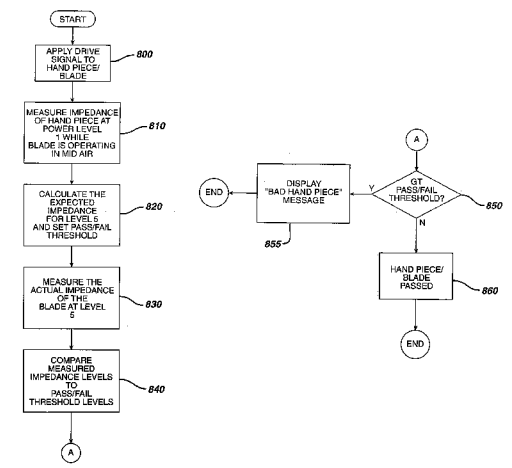 START
APPLY DRIVE
SIGNAL TO
HAND PIECE/
BLADE
800
MEASURE IMPEDANCE
OF HAND PIECE AT
POWER LEVEL
1 WHILE
BLADE IS OPERATING
IN MID AIR
810
CALCULATE THE
EXPECTED
IMPEDANCE
FOR LEVEL 5
AND SET PASS/FAIL
THRESHOLD
820
MEASURE THE
ACTUAL IMPEDANCE
OF THE
BLADE AT LEVEL
5
830
COMPARE
MEASURED
IMPEDANCE LEVELS
TO
PASS/FAIL
THRESHOLD LEVELS
840
A
A
GT
PASS/FAIL
THRESHOLD?
850
Y
N
DISPLAY
"BAD HAND PIECE"
MESSAGE
855
END
HAND PIECE/
BLADE
PASSED
860
END